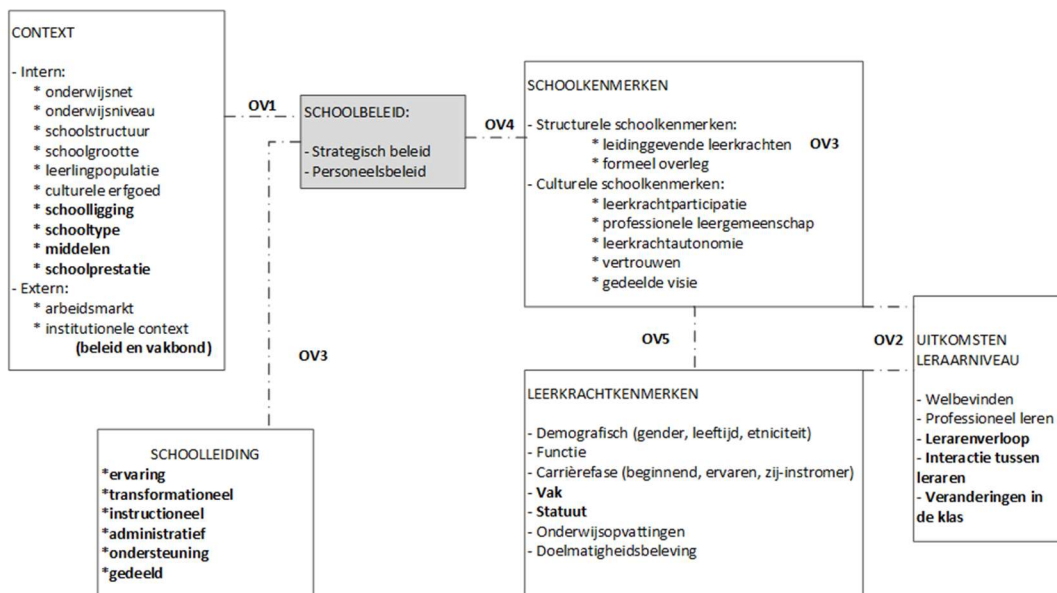 CONTEXT
- Intern:
* onderwijsnet
* onderwijsniveau
* schoolstructuur
* schoolgrootte
* leerlingpopulatie
* culturele erfgoed
* schoolligging
* schooltype
* middelen
* schoolprestatie
- Extern:
* arbeidsmarkt
* institutionele context
(beleid en vakbond)
OV1
SCHOOLBELEID:
- Strategisch beleid
- Personeelsbeleid
OV4
SCHOOLKENMERKEN
- Structurele schoolkenmerken:
* leidinggevende leerkrachten OV3
* formeel overleg
- Culturele schoolkenmerken:
* leerkrachtparticipatie
* professionele leergemeenschap
* leerkrachtautonomie
* vertrouwen
* gedeelde visie
OV3
OV5
OV2
SCHOOLLEIDING
*ervaring
*transformationeel
*instructioneel
*administratief
*ondersteuning
*gedeeld
LEERKRACHTKENMERKEN
- Demografisch (gender, leeftijd, etniciteit)
- Functie
- Carrièrefase (beginnend, ervaren, zij-instromer)
- Vak
- Statuut
- Onderwijsopvattingen
- Doelmatigheidsbeleving
UITKOMSTEN
LERAARNIVEAU
- Welbevinden
- Professioneel leren
- Lerarenverloop
- Interactie tussen
leraren
- Veranderingen in
de klas